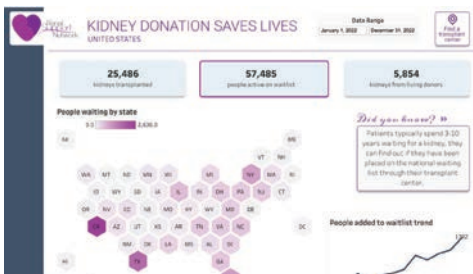 KIDNEY DONATION SAVES LIVES
UNITED STATES
Date Range
January 1, 2022 December 31, 2022
Find a
transplant
center
25,486
kidneys transplanted
57,485
people active on waitlist
5,854
kidneys from living donors
People waiting by state
Did you know?
Patients typically spend 3-10
years waiting for a kidney, they
can find out if they have been
placed on the national waiting
list through their transplant
center.
ME
VT NH
WA MT ND MN WI MI NY MA RI
ID WY SD IA IL IN OH PA NJ CT
OR NV CO NE MO KY WV MD DE
CA AZ UT KS AR TN VA NC DC
NM OK LA MS AL SC
HI TX GA
People added to waitlist trend